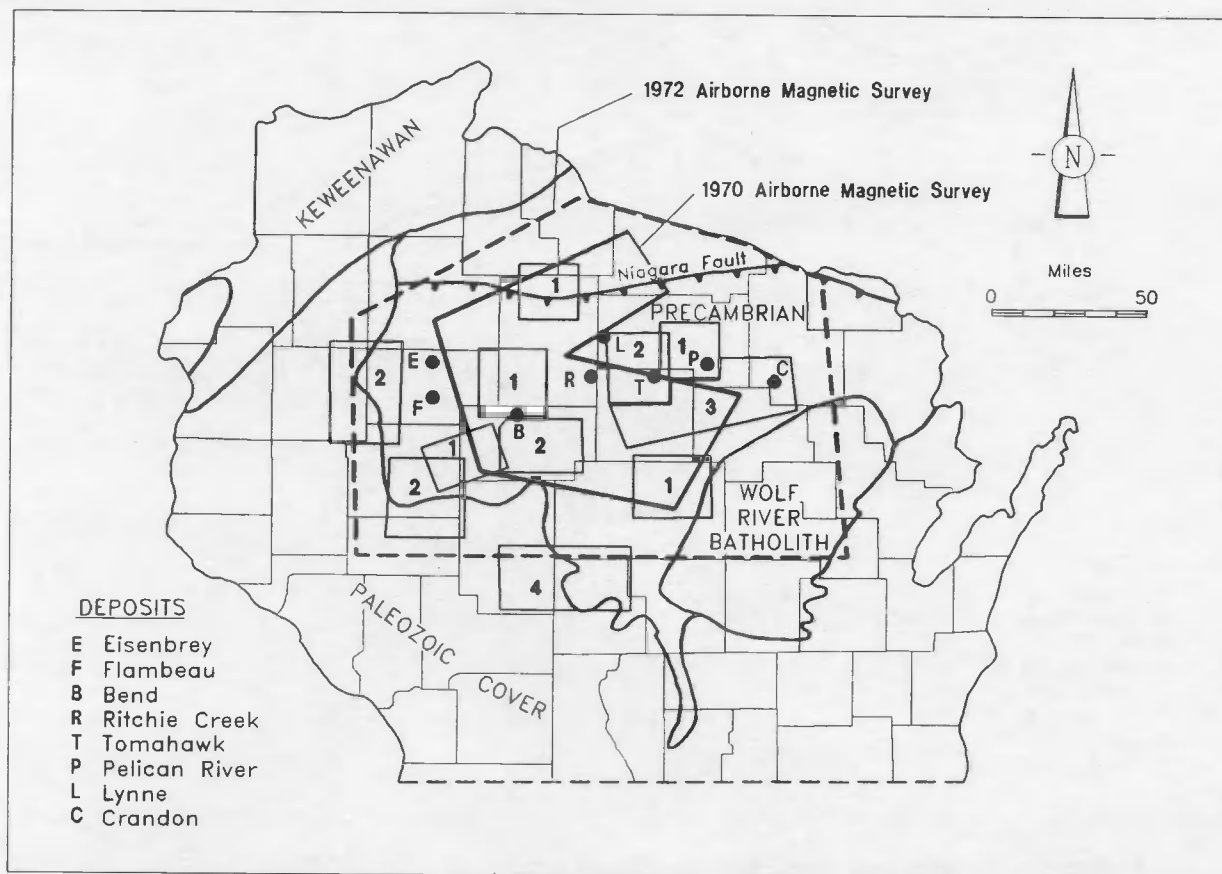 1972 Airborne Magnetic Survey
1970 Airborne Magnetic Survey
N
KEWEENAWAN
Niagara Fault
Miles
0 50
1
PRECAMBRIAN
L
2
1
P
E
2
1
R
T
C
F
3
B
1
2
2
1
WOLF
RIVER
BATHOLITH
4
PALEOZOIC
COVER
DEPOSITS
E Eisenbrey
F Flambeau
B Bend
R Ritchie Creek
T Tomahawk
P Pelican River
L Lynne
C Crandon